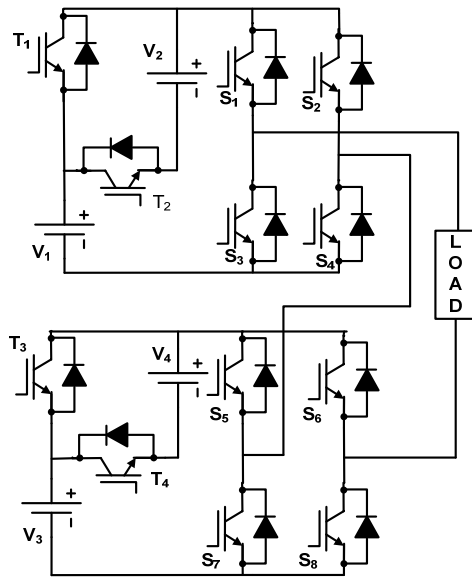 T1
V2
+
S1
S2
T2
+
V1
S3
S4
L
O
A
D
T3
V4
+
S5
S6
T4
+
V3
S7
S8